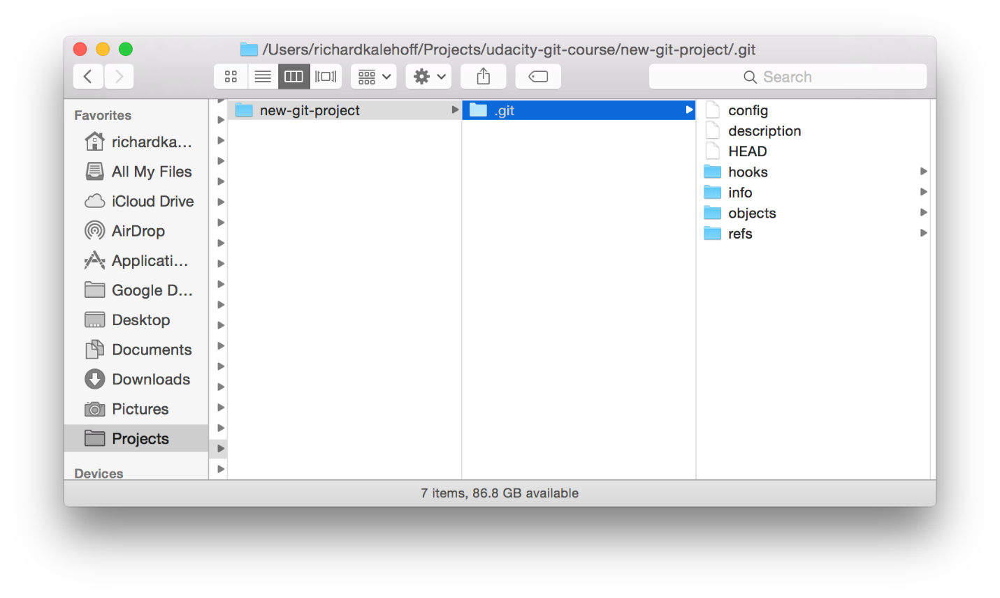 /Users/richardkalehoff/Projects/udacity-git-course/new-git-project/.git
Search
Favorites
richardka...
All My Files
iCloud Drive
AirDrop
Applicati...
Google D...
Desktop
Documents
Downloads
Pictures
Projects
Devices
new-git-project
.git
config
description
HEAD
hooks
info
objects
refs
7 items, 86.8 GB available